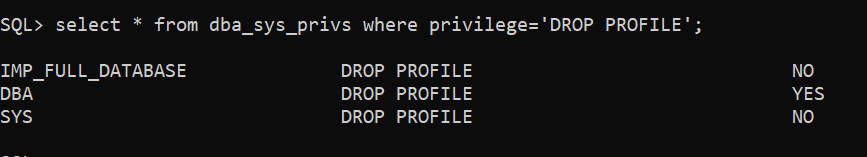 SQL> select * from dba_sys_privs where privilege='DROP PROFILE';
IMP_FULL_DATABASE DROP PROFILE NO
DBA DROP PROFILE YES
SYS DROP PROFILE NO